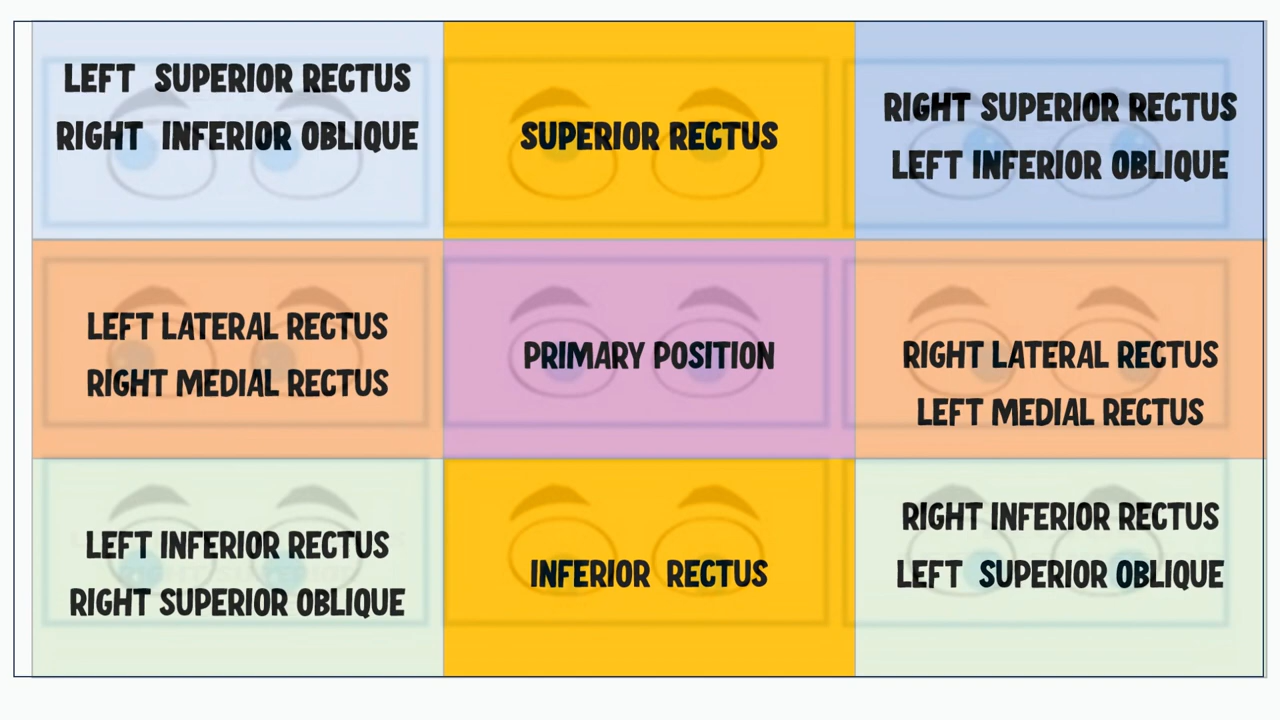 LEFT SUPERIOR RECTUS
RIGHT INFERIOR OBLIQUE
SUPERIOR RECTUS
RIGHT SUPERIOR RECTUS
LEFT INFERIOR OBLIQUE
LEFT LATERAL RECTUS
RIGHT MEDIAL RECTUS
PRIMARY POSITION
RIGHT LATERAL RECTUS
LEFT MEDIAL RECTUS
LEFT INFERIOR RECTUS
RIGHT SUPERIOR OBLIQUE
INFERIOR RECTUS
RIGHT INFERIOR RECTUS
LEFT SUPERIOR OBLIQUE